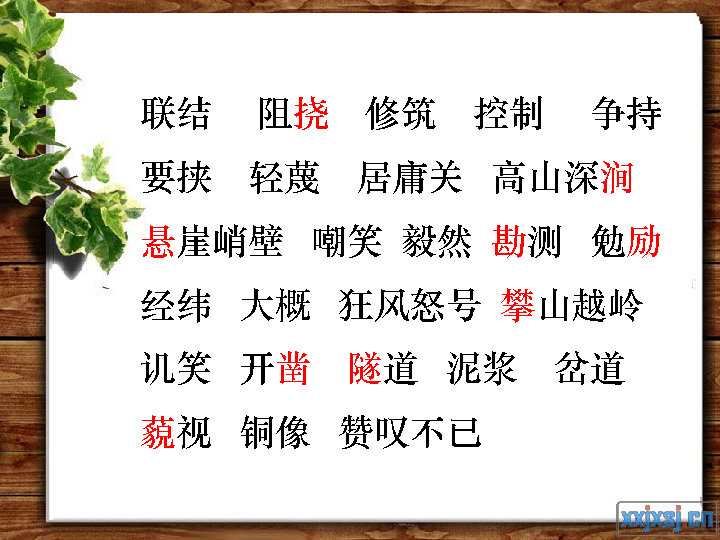 联结 阻挠 修筑 控制 争持
要挟 轻蔑 居庸关 高山深涧
悬崖峭壁 嘲笑 毅然 勘测 勉励
经纬 大概 狂风怒号 攀山越岭
讥笑 开凿 隧道 泥浆 岔道
藐视 铜像 赞叹不已
xxjxsj.cn